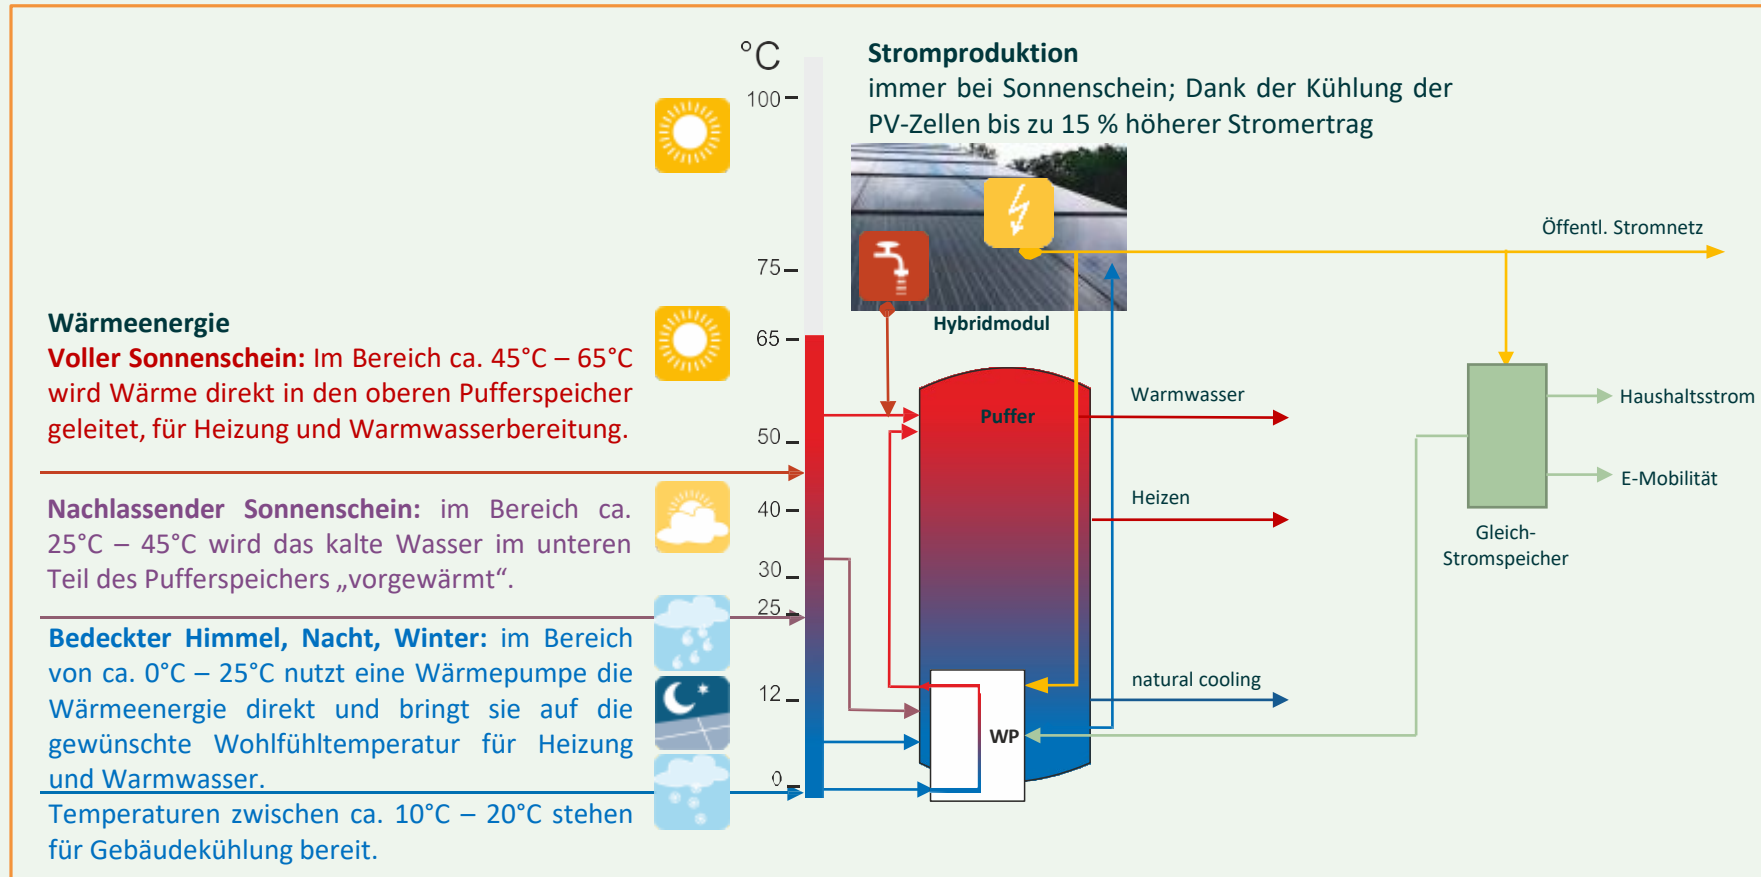 °C
Stromproduktion
immer bei Sonnenschein; Dank der Kühlung der
PV-Zellen bis zu 15 % höherer Stromertrag
100
75
65
50
40
30
25
12
0
Hybridmodul
Öffentl. Stromnetz
Wärmeenergie
Voller Sonnenschein: Im Bereich ca. 45°C – 65°C
wird Wärme direkt in den oberen Pufferspeicher
geleitet, für Heizung und Warmwasserbereitung.
Nachlassender Sonnenschein: im Bereich ca.
25°C – 45°C wird das kalte Wasser im unteren
Teil des Pufferspeichers „vorgewärmt“.
Bedeckter Himmel, Nacht, Winter: im Bereich
von ca. 0°C – 25°C nutzt eine Wärmepumpe die
Wärmeenergie direkt und bringt sie auf die
gewünschte Wohlfühltemperatur für Heizung
und Warmwasser.
Temperaturen zwischen ca. 10°C – 20°C stehen
für Gebäudekühlung bereit.
Puffer
WP
Warmwasser
Heizen
natural cooling
Haushaltsstrom
E-Mobilität
Gleich-
Stromspeicher